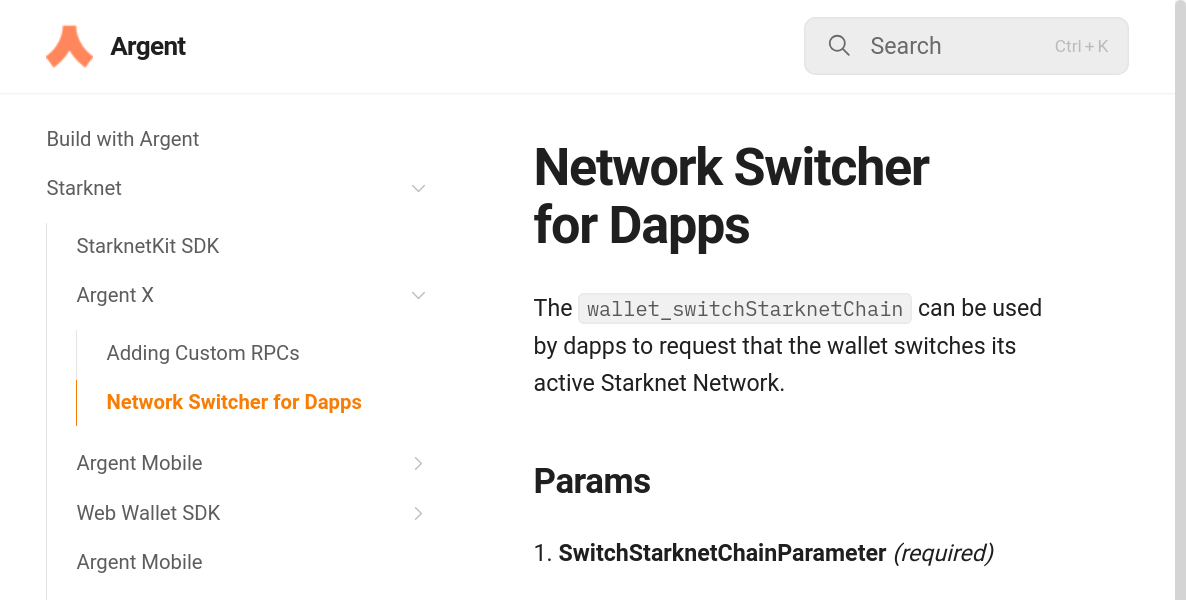 Argent
Search
Ctrl + K
Build with Argent
Starknet
StarknetKit SDK
Argent X
Adding Custom RPCs
Network Switcher for Dapps
Argent Mobile
Web Wallet SDK
Argent Mobile
Network Switcher
for Dapps
The wallet_switchStarknetChain can be used
by dapps to request that the wallet switches its
active Starknet Network.
Params
1. SwitchStarknetChainParameter (required)